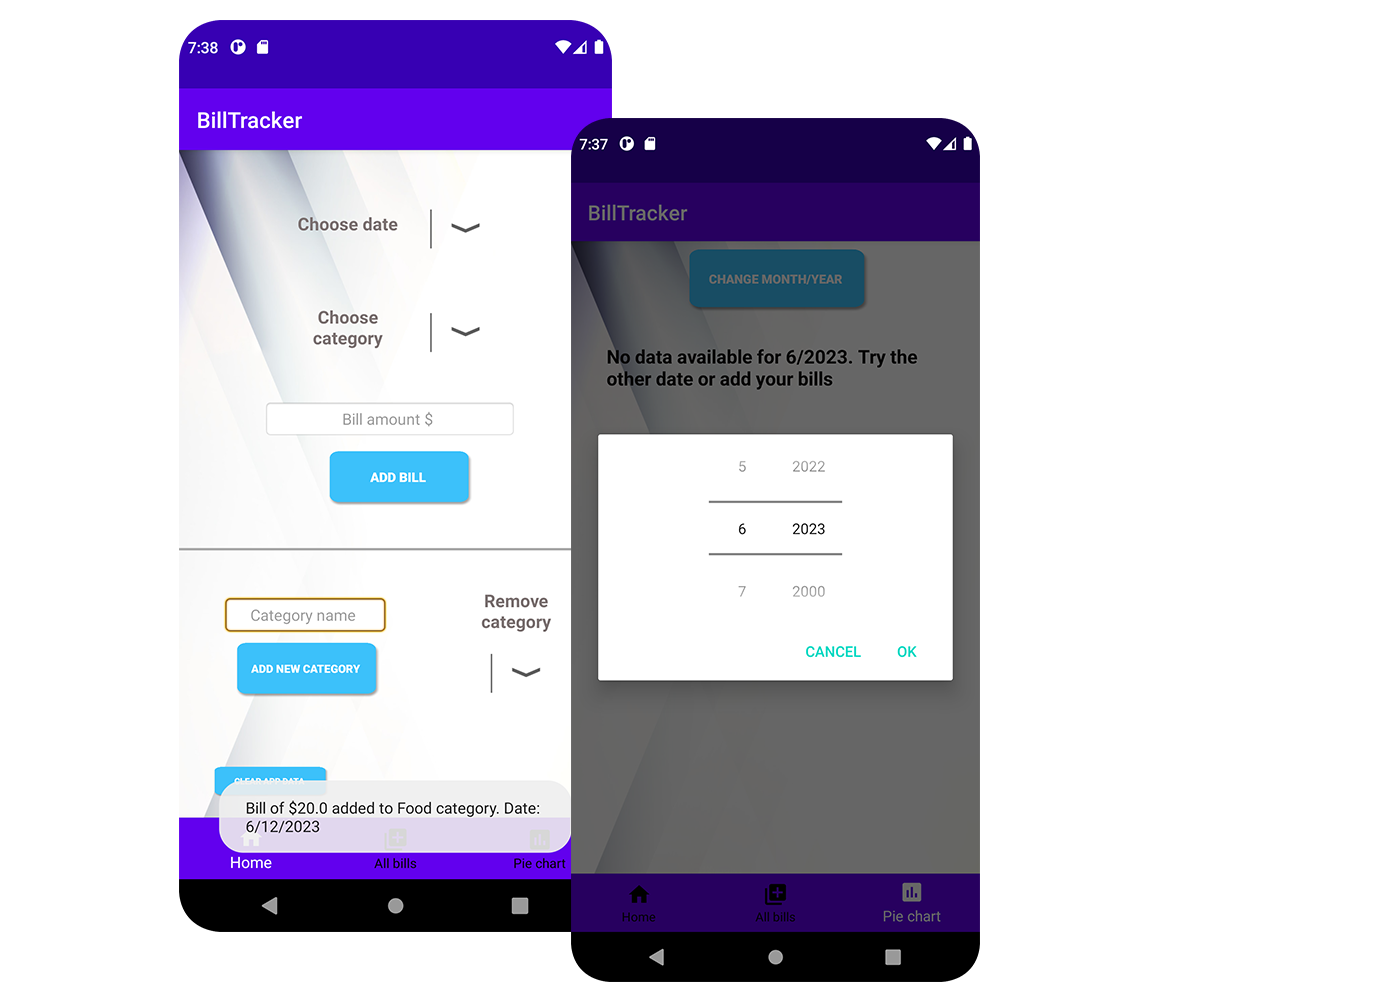 7:38
BillTracker
Choose date
Choose
category
Bill amount $
ADD BILL
Category name
ADD NEW CATEGORY
Remove
category
CLEAR APP DATA
Bill of $20.0 added to Food category. Date:
6/12/2023
Home
All bills
Pie chart
7:37
BillTracker
CHANGE MONTH/YEAR
No data available for 6/2023. Try the
other date or add your bills
5 2022
6 2023
7 2000
CANCEL OK
Home
All bills
Pie chart